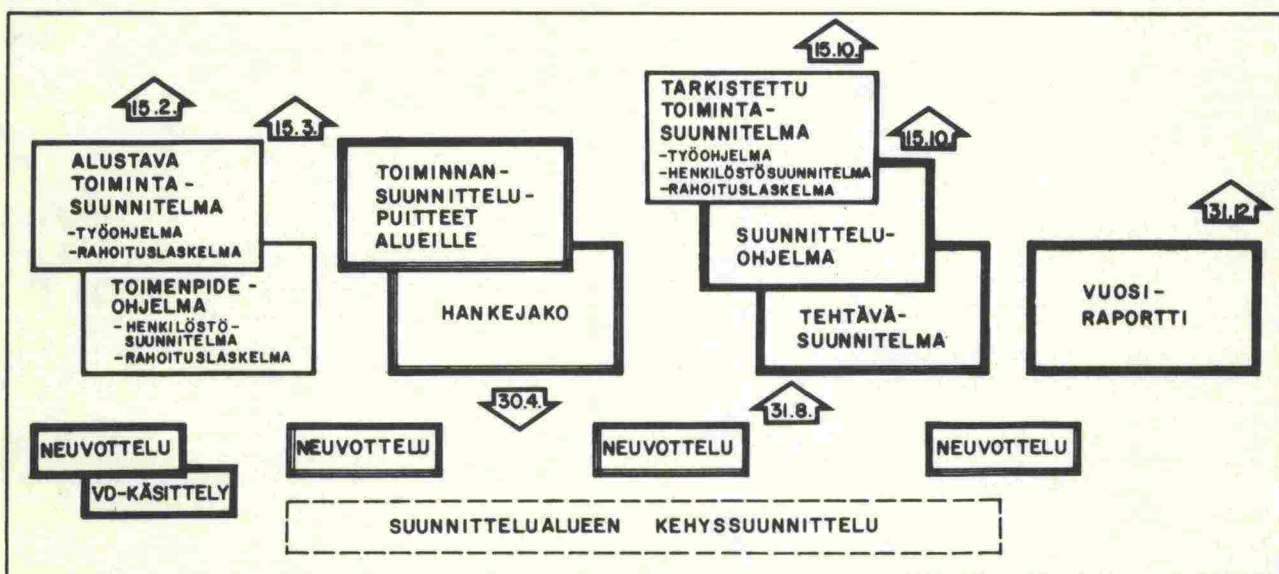 15.2.
15.3.
ALUSTAVA
TOIMINTA-
SUUNNITELMA
-TYÖOHJELMA
-RAHOITUSLASKELMA
TOIMENPIDE-
OHJELMA
-HENKILÖSTÖ-
SUUNNITELMA
-RAHOITUSLASKELMA
TOIMINNAN-
SUUNNITTELU-
PUITTEET
ALUEILLE
HANKEJAKO
30.4.
15.10.
TARKISTETTU
TOIMINTA-
SUUNNITELMA
-TYÖOHJELMA
-HENKILÖSTÖSUUNNITELMA
-RAHOITUSLASKELMA
15.10.
SUUNNITTELU-
OHJELMA
TEHTÄVÄ-
SUUNNITELMA
31.8.
31.12.
VUOSI-
RAPORTTI
NEUVOTTELU
VD-KÄSITTELY
NEUVOTTELU
NEUVOTTELU
NEUVOTTELU
SUUNNITTELUALUEEN KEHYSSUUNNITTELU